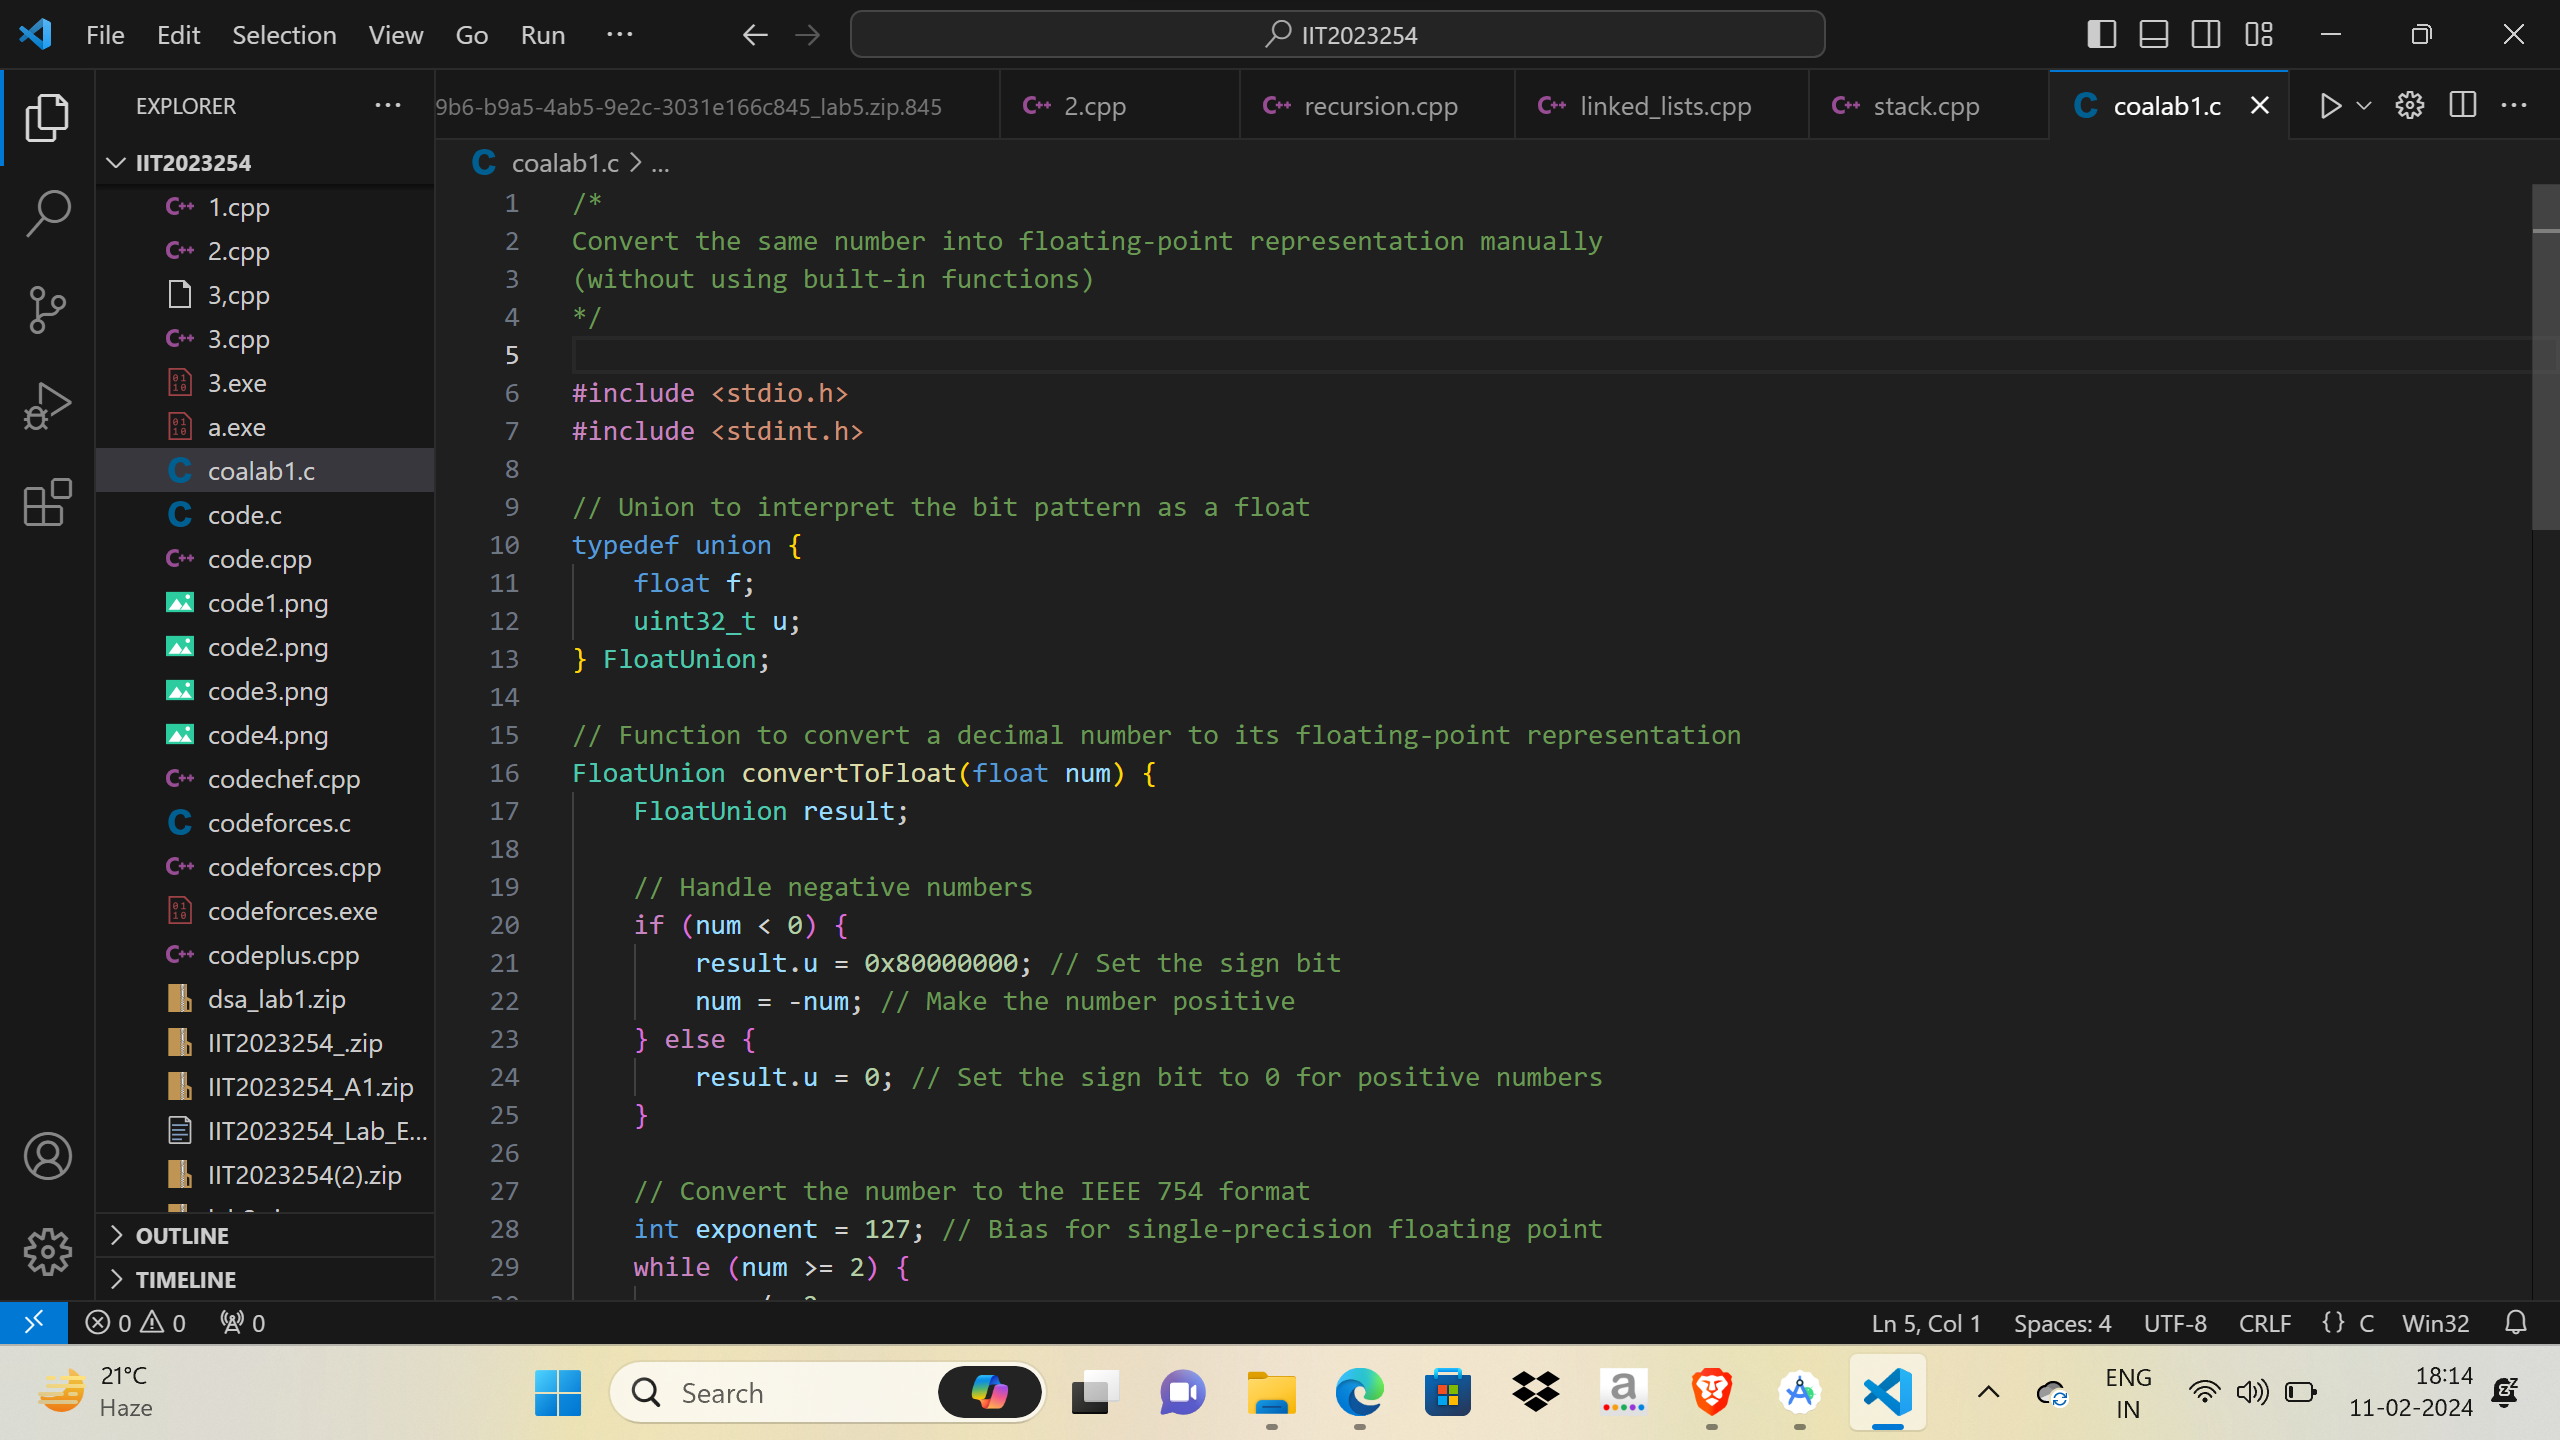 File Edit Selection View Go Run ···
IIT2023254
EXPLORER ···
9b6-b9a5-4ab5-9e2c-3031e166c845_lab5.zip.845
2.cpp
recursion.cpp
linked_lists.cpp
stack.cpp
coalab1.c
IIT2023254
1.cpp
2.cpp
3,cpp
3.cpp
3.exe
a.exe
coalab1.c
code.c
code.cpp
code1.png
code2.png
code3.png
code4.png
codechef.cpp
codeforces.c
codeforces.cpp
codeforces.exe
codeplus.cpp
dsa_lab1.zip
IIT2023254_.zip
IIT2023254_A1.zip
IIT2023254_Lab_E...
IIT2023254(2).zip
OUTLINE
TIMELINE
coalab1.c > ...
1 /*
2 Convert the same number into floating-point representation manually
3 (without using built-in functions)
4 */
5
6 #include <stdio.h>
7 #include <stdint.h>
8
9 // Union to interpret the bit pattern as a float
10 typedef union {
11 float f;
12 uint32_t u;
13 } FloatUnion;
14
15 // Function to convert a decimal number to its floating-point representation
16 FloatUnion convertToFloat(float num) {
17 FloatUnion result;
18
19 // Handle negative numbers
20 if (num < 0) {
21 result.u = 0x80000000; // Set the sign bit
22 num = -num; // Make the number positive
23 } else {
24 result.u = 0; // Set the sign bit to 0 for positive numbers
25 }
26
27 // Convert the number to the IEEE 754 format
28 int exponent = 127; // Bias for single-precision floating point
29 while (num >= 2) {
0 0 0
Ln 5, Col 1 Spaces: 4 UTF-8 CRLF {} C Win32
21°C
Haze
Search
ENG
IN
18:14
11-02-2024